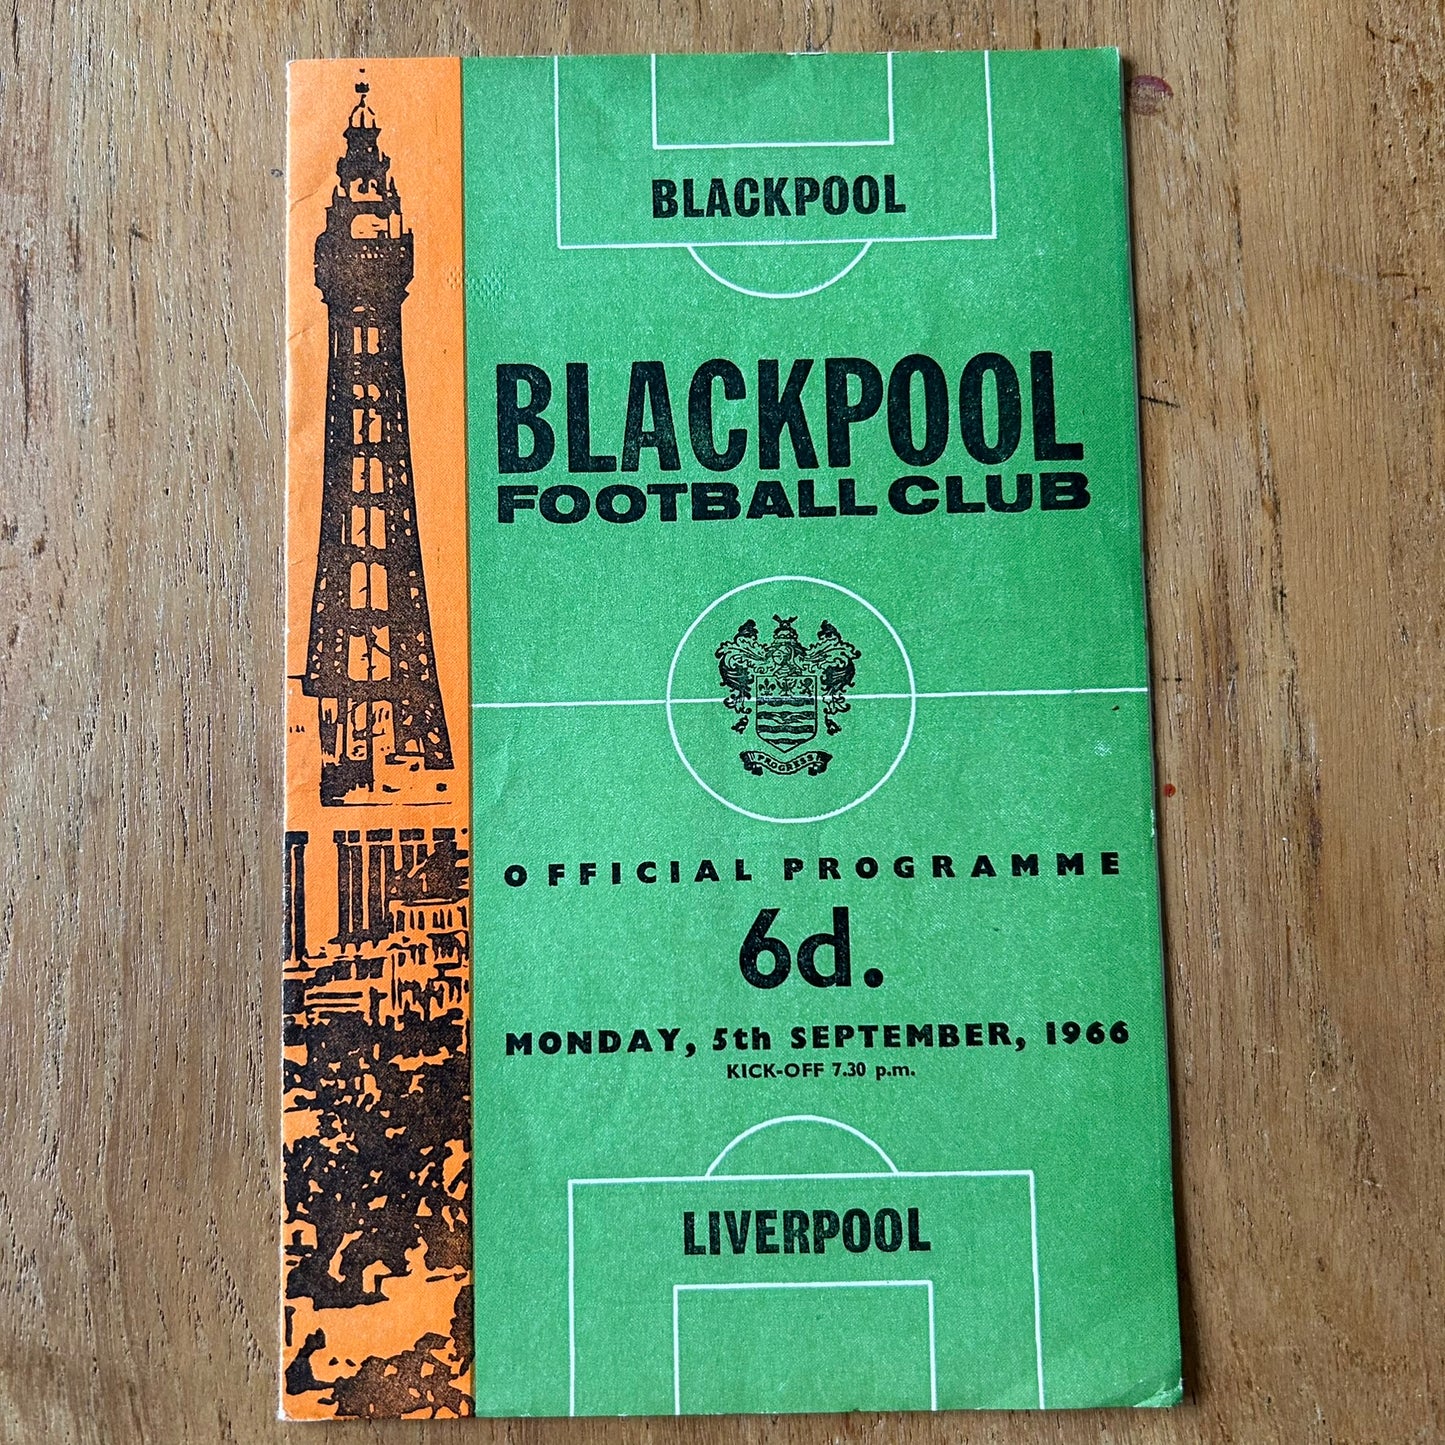 BLACKPOOL
BLACKPOOL
FOOTBALL CLUB
PROGRESS
OFFICIAL PROGRAMME
6d.
MONDAY, 5th SEPTEMBER, 1966
KICK-OFF 7.30 p.m.
LIVERPOOL